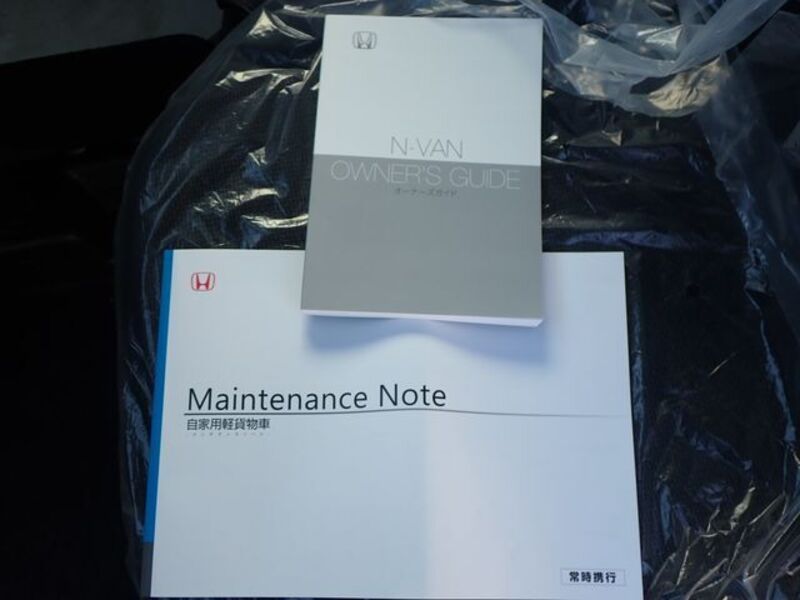 N-VAN
OWNER'S GUIDE
オーナーズガイド
Maintenance Note
自家用軽貨物車
常時携行